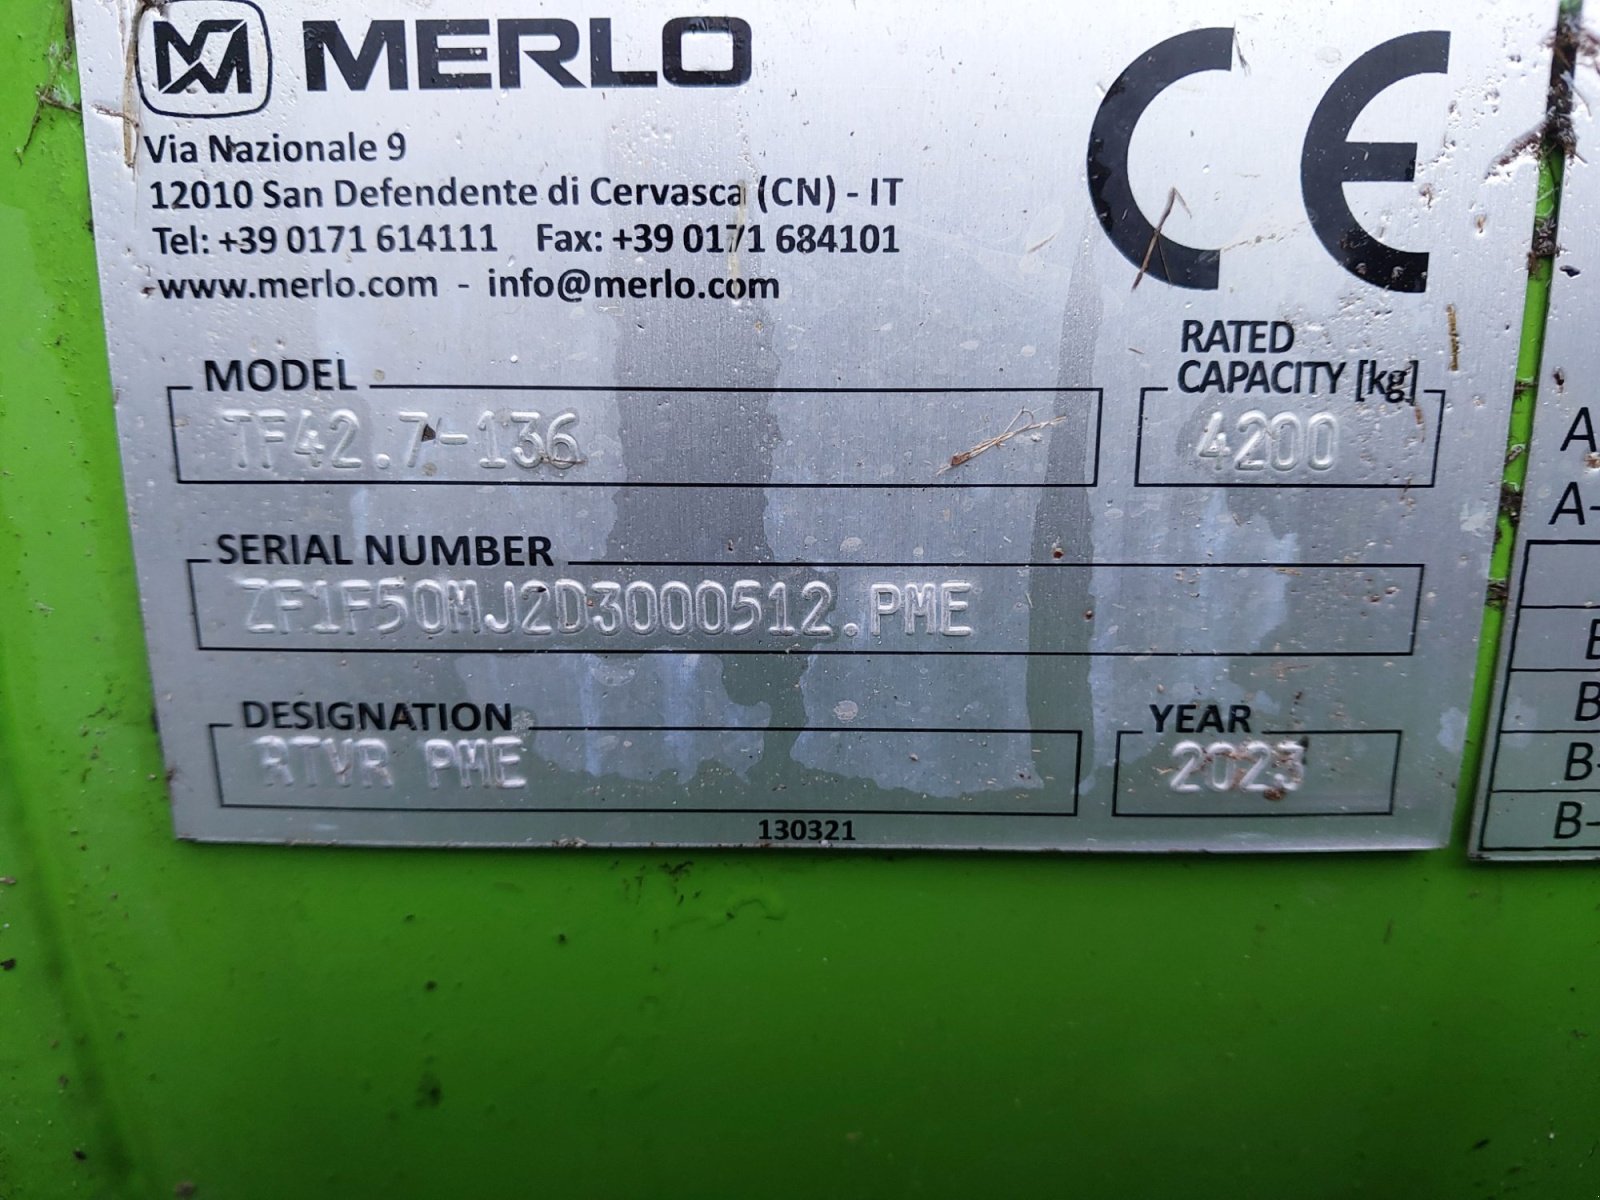 MERLO
CE
Via Nazionale 9
12010 San Defendente di Cervasca (CN) - IT
Tel: +39 0171 614111 Fax: +39 0171 684101
www.merlo.com - info@merlo.com
MODEL
TF42.7-136
RATED
CAPACITY [kg]
4200
SERIAL NUMBER
ZF1F50MJ2D3000512.PME
DESIGNATION
RTVR PME
YEAR
2023
130321
A
A-
B
B-
B-